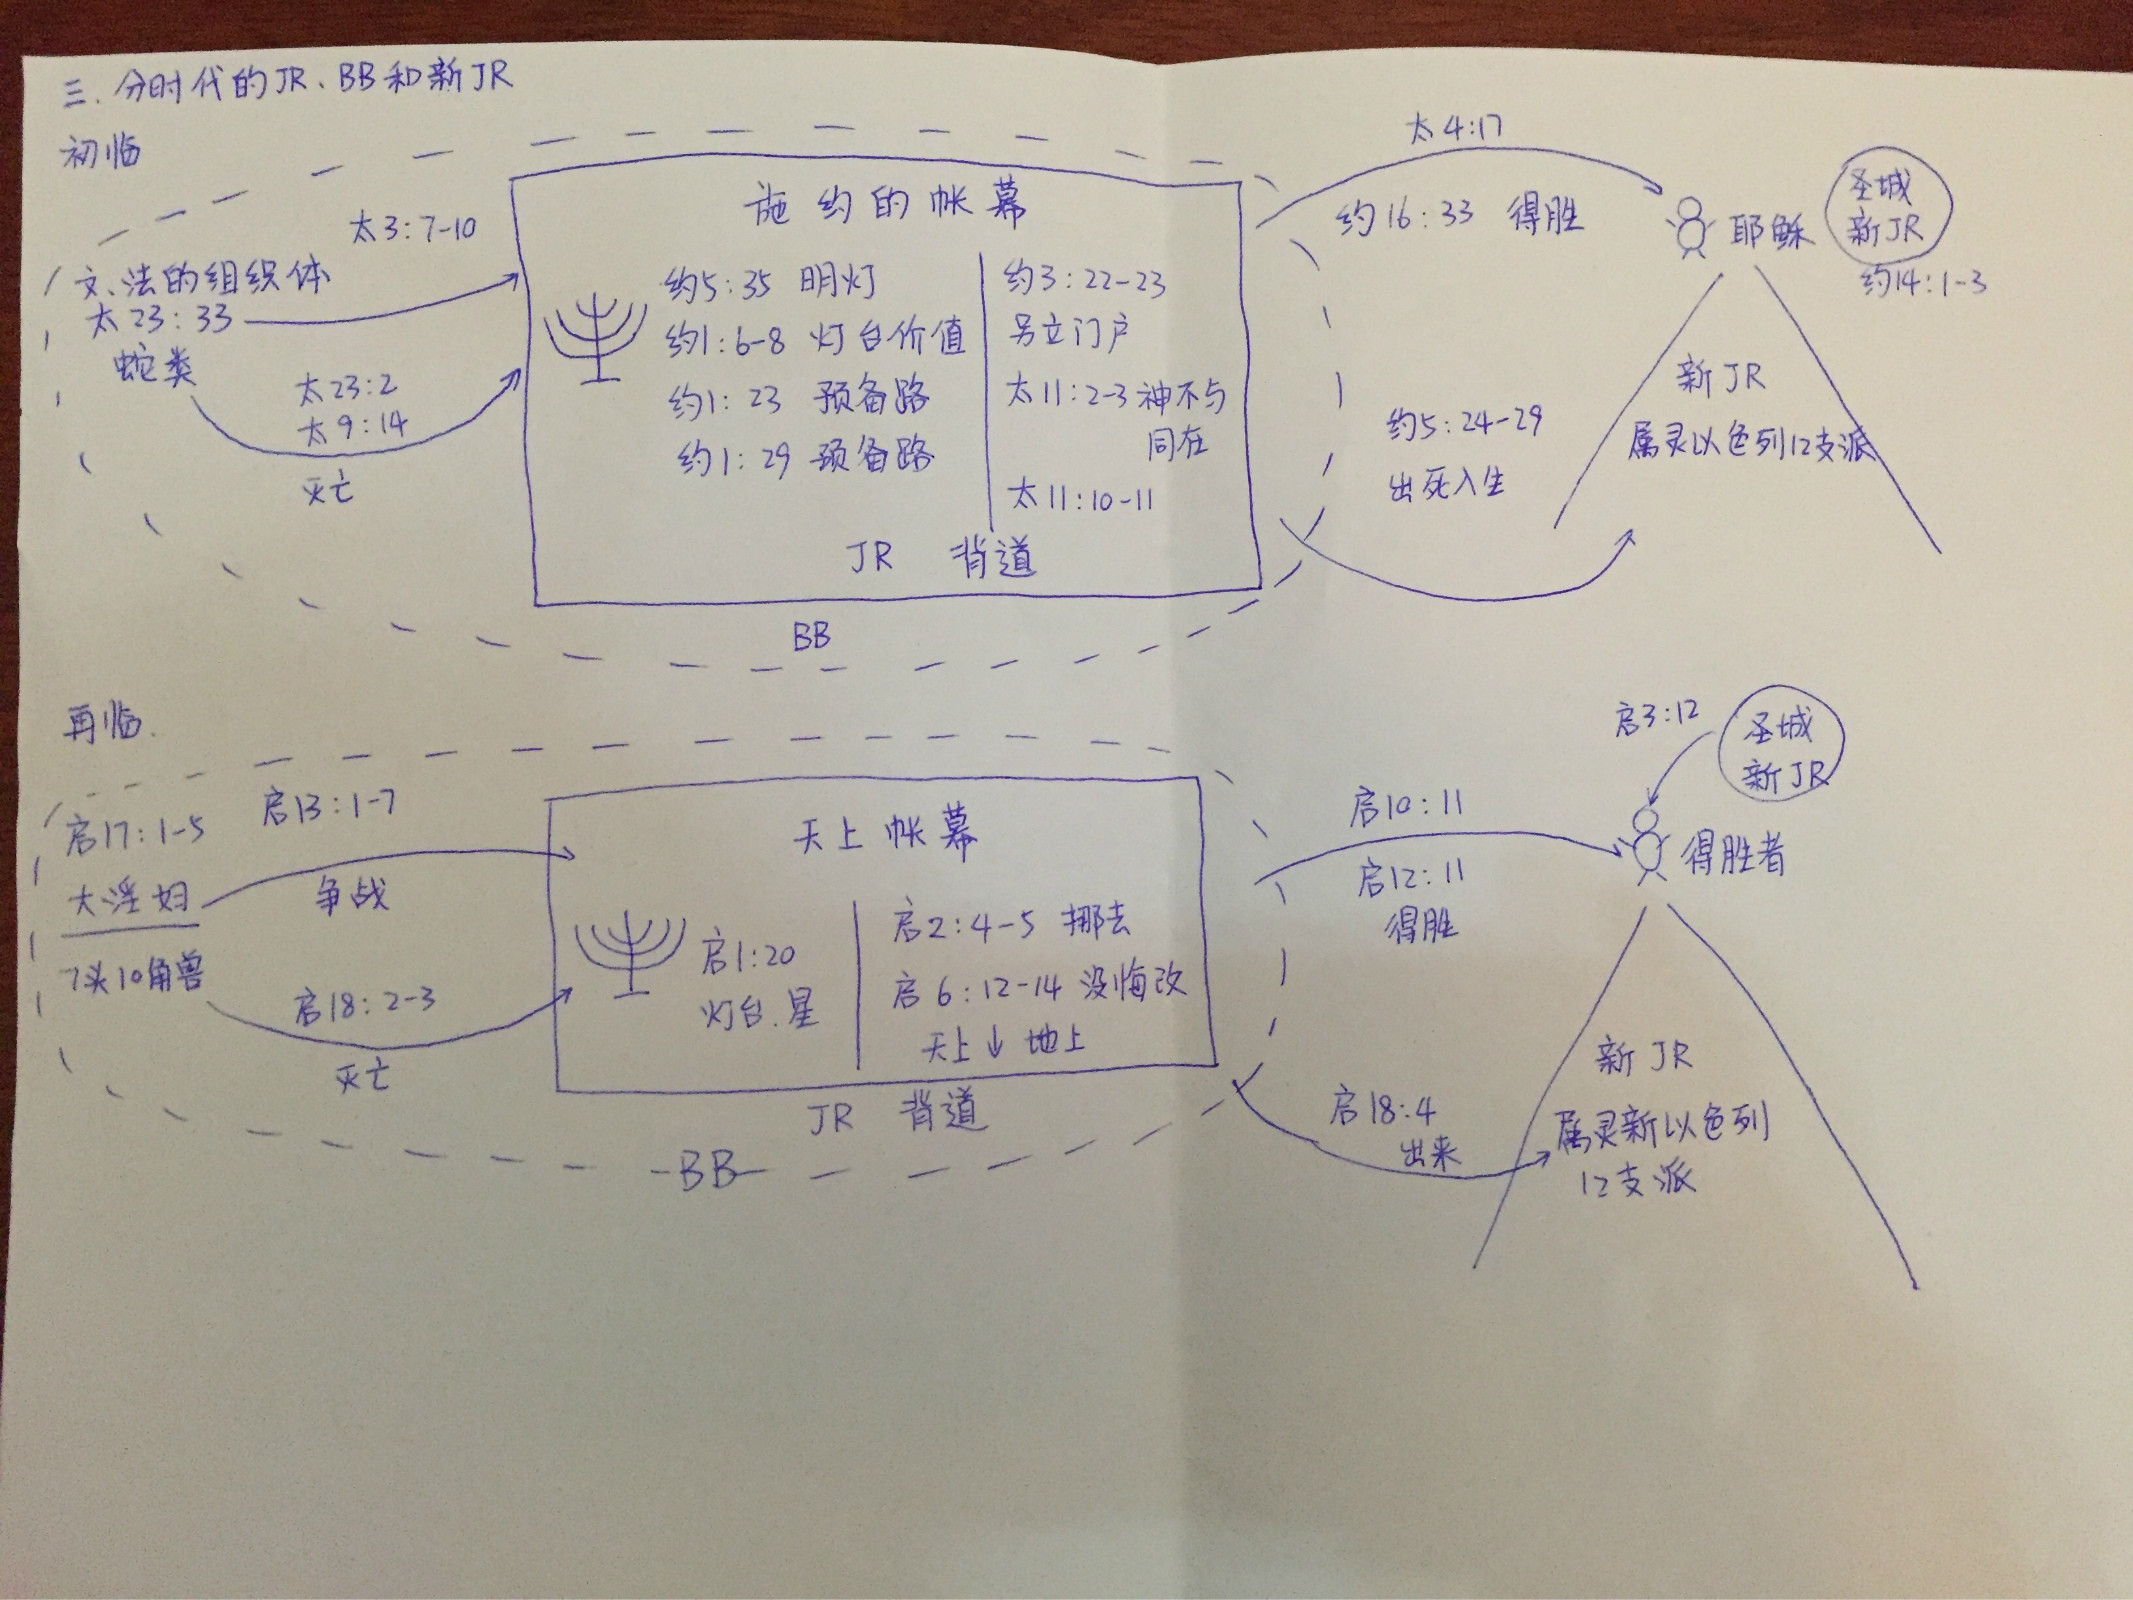 三.分时代的JR、BB和新JR
初临
太3:7-10
文、法的组织体
太23:33
蛇类
太23:2
太9:14
灭亡
施约的帐幕
约5:35 明灯
约1:6-8 灯台价值
约1:23 预备路
约1:29 预备路
约3:22-23
另立门户
太11:2-3 神不与
同在
太11:10-11
JR 背道
BB
太4:17
约16:33 得胜
耶稣
圣城
新JR
约14:1-3
约5:24-29
出死入生
新JR
属灵以色列12支派
再临.
启17:1-5
启13:1-7
大淫妇
争战
7头10角兽
启18:2-3
灭亡
天上帐幕
启1:20
灯台.星
启2:4-5 挪去
启6:12-14 没悔改
天上↓地上
JR 背道
BB
启10:11
启12:11
得胜
启3:12
圣城
新JR
得胜者
启18:4
出来
新JR
属灵新以色列
12支派